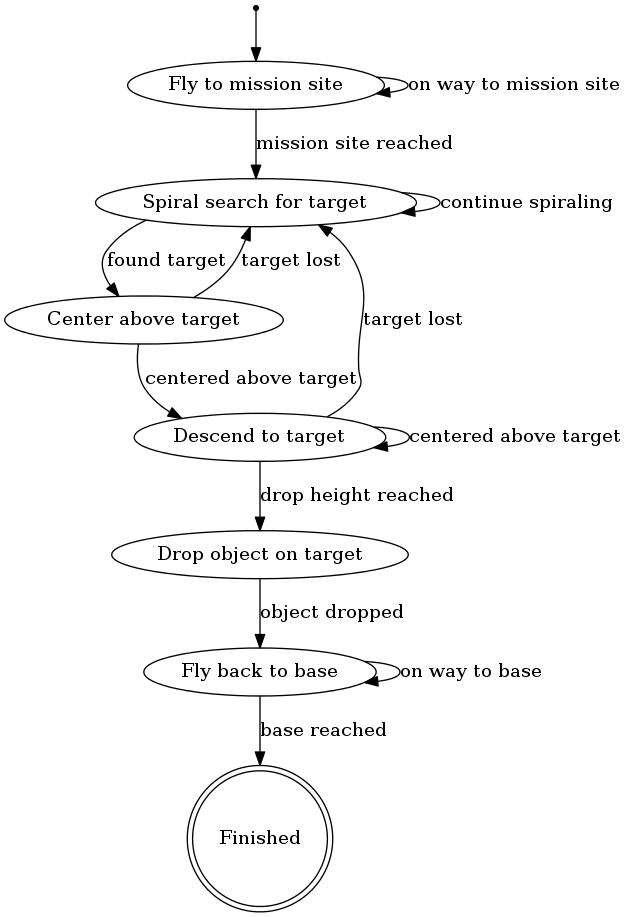 Fly to mission site
on way to mission site
mission site reached
Spiral search for target
continue spiraling
found target
target lost
target lost
Center above target
centered above target
Descend to target
centered above target
drop height reached
Drop object on target
object dropped
Fly back to base
on way to base
base reached
Finished